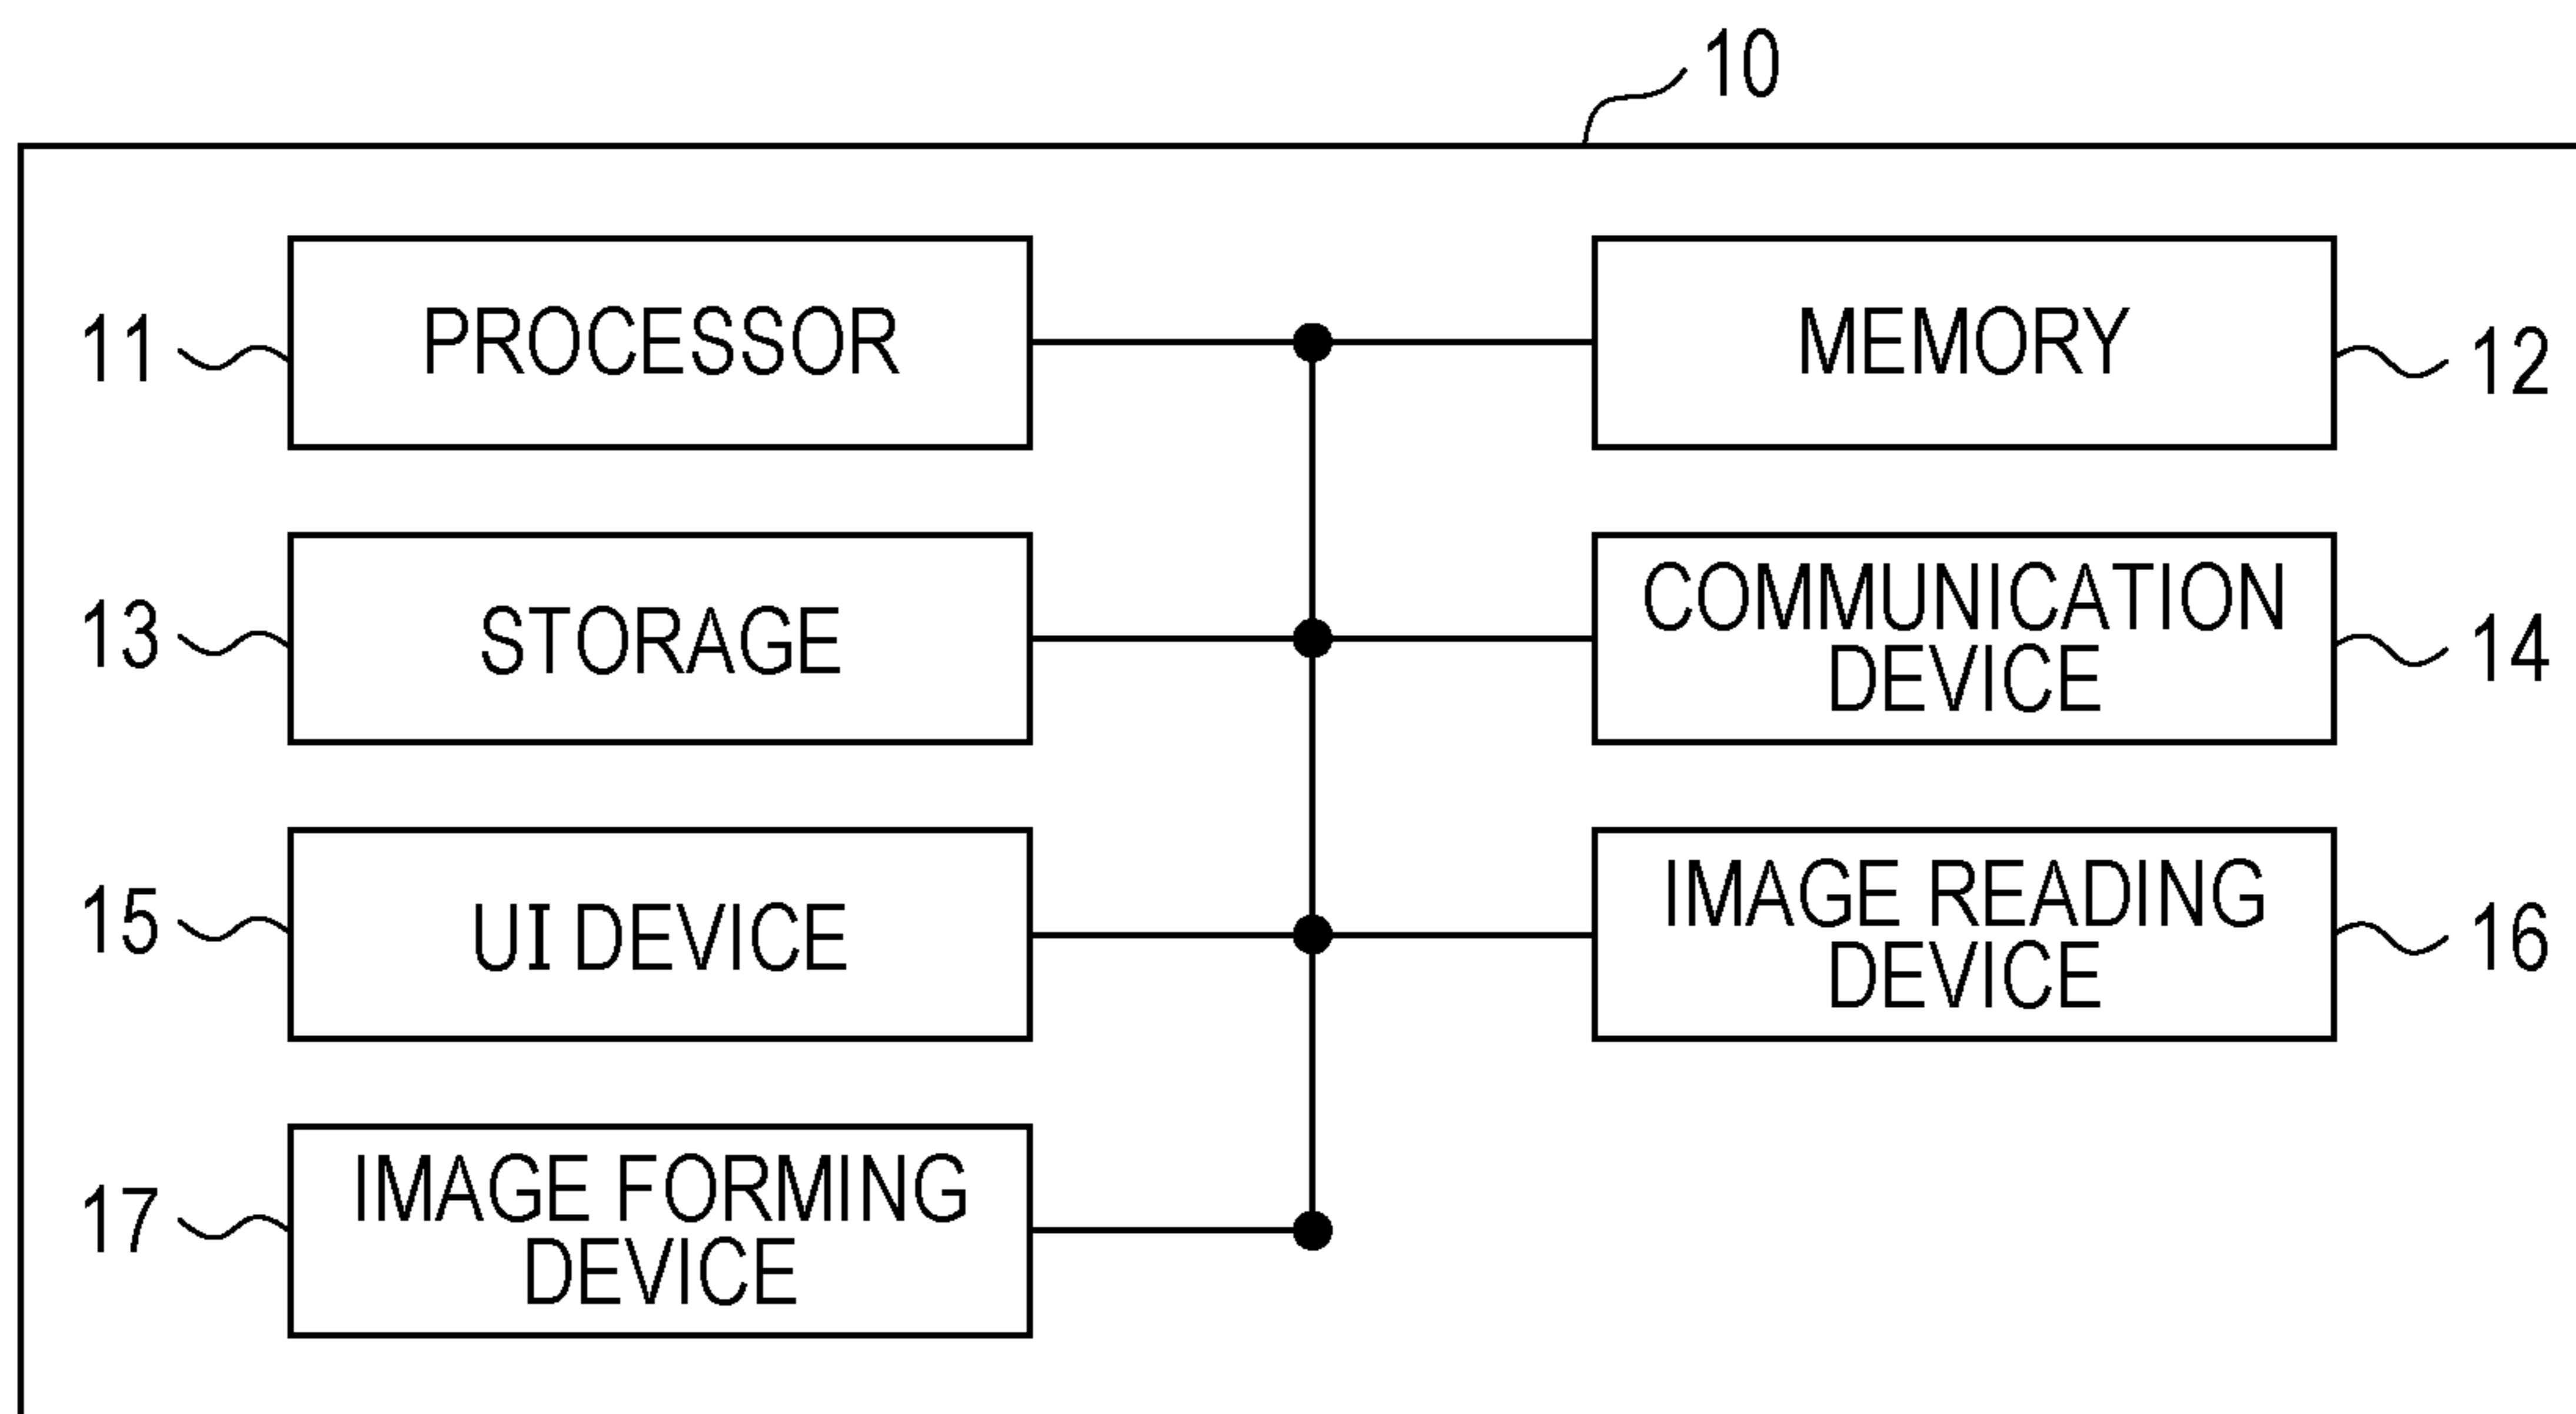 10
11
PROCESSOR
MEMORY
12
13
STORAGE
COMMUNICATION
DEVICE
14
15
UI DEVICE
IMAGE READING
DEVICE
16
17
IMAGE FORMING
DEVICE